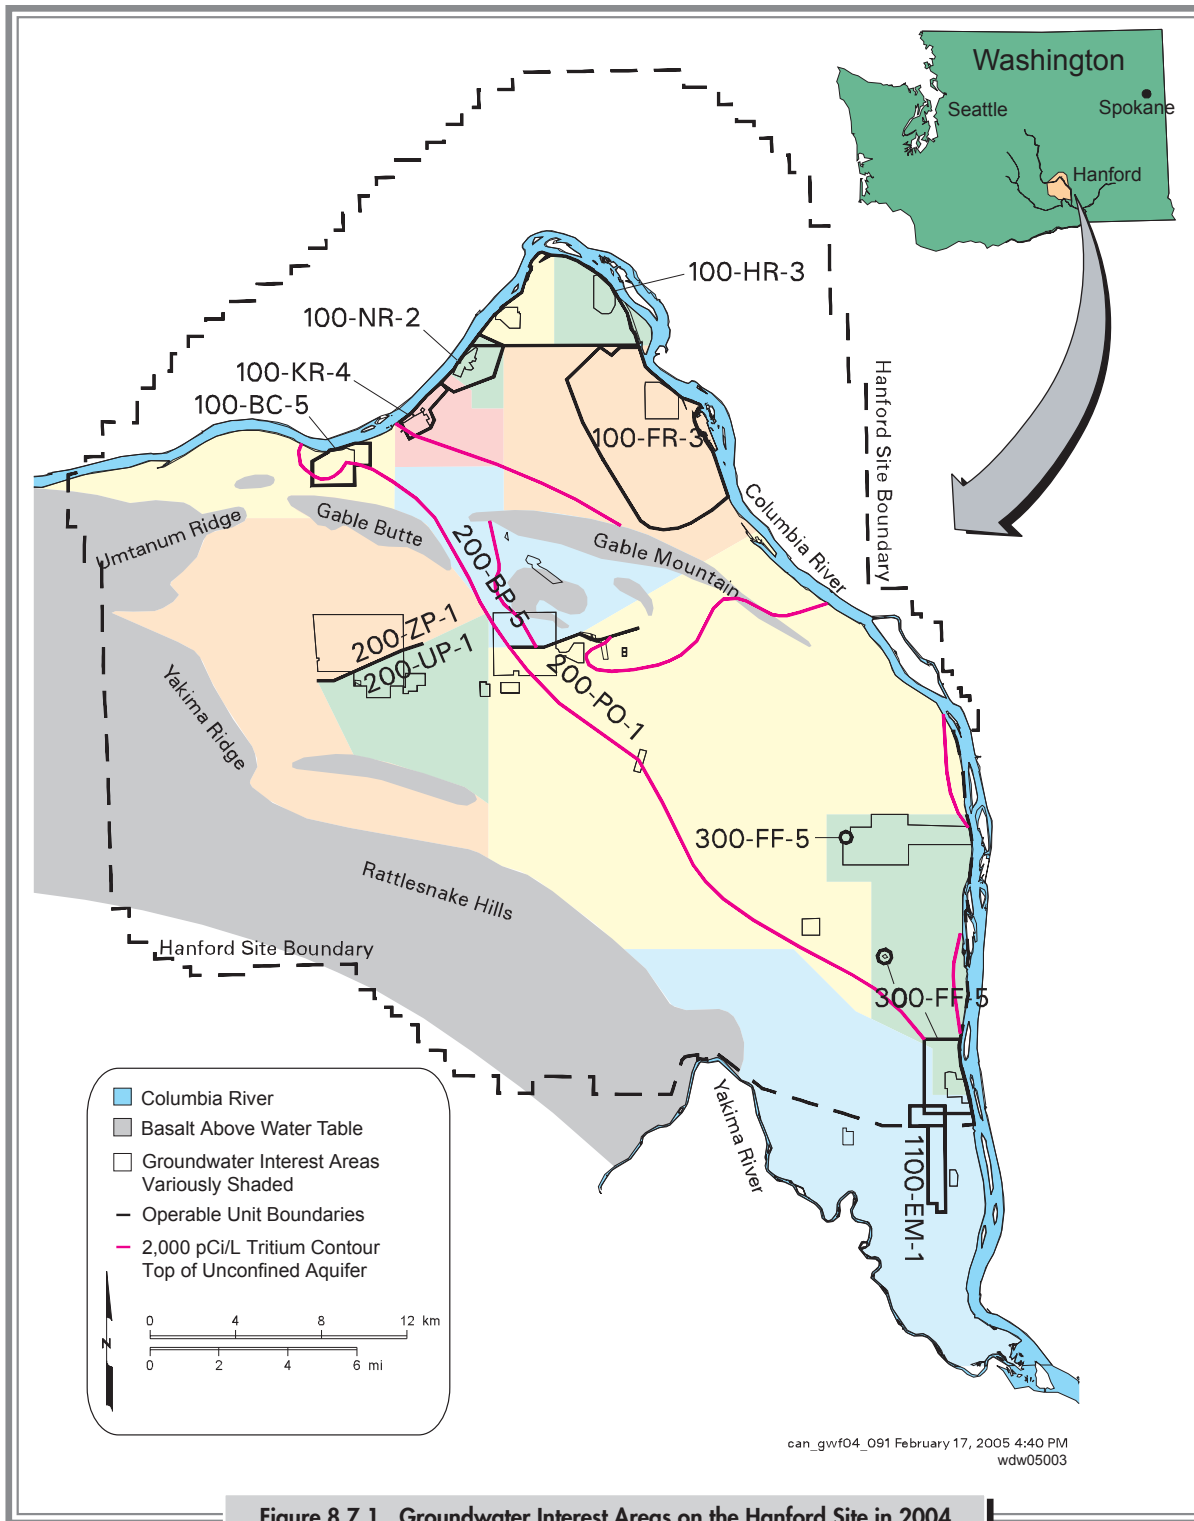 Washington
Seattle
Spokane
Hanford
100-HR-3
100-NR-2
100-KR-4
100-BC-5
100-FR-3
Hanford Site Boundary
Columbia River
Umtanum Ridge
Gable Butte
Gable Mountain
200-BP-5
200-ZP-1
200-UP-1
200-PO-1
Yakima Ridge
300-FF-5
Rattlesnake Hills
Hanford Site Boundary
300-FF-5
Yakima River
1100-EM-1
Columbia River
Basalt Above Water Table
Groundwater Interest Areas
Variously Shaded
Operable Unit Boundaries
2,000 pCi/L Tritium Contour
Top of Unconfined Aquifer
N
0 4 8 12 km
0 2 4 6 mi
can_gwf04_091 February 17, 2005 4:40 PM
wdw05003
Figure 8.7.1. Groundwater Interest Areas on the Hanford Site in 2004